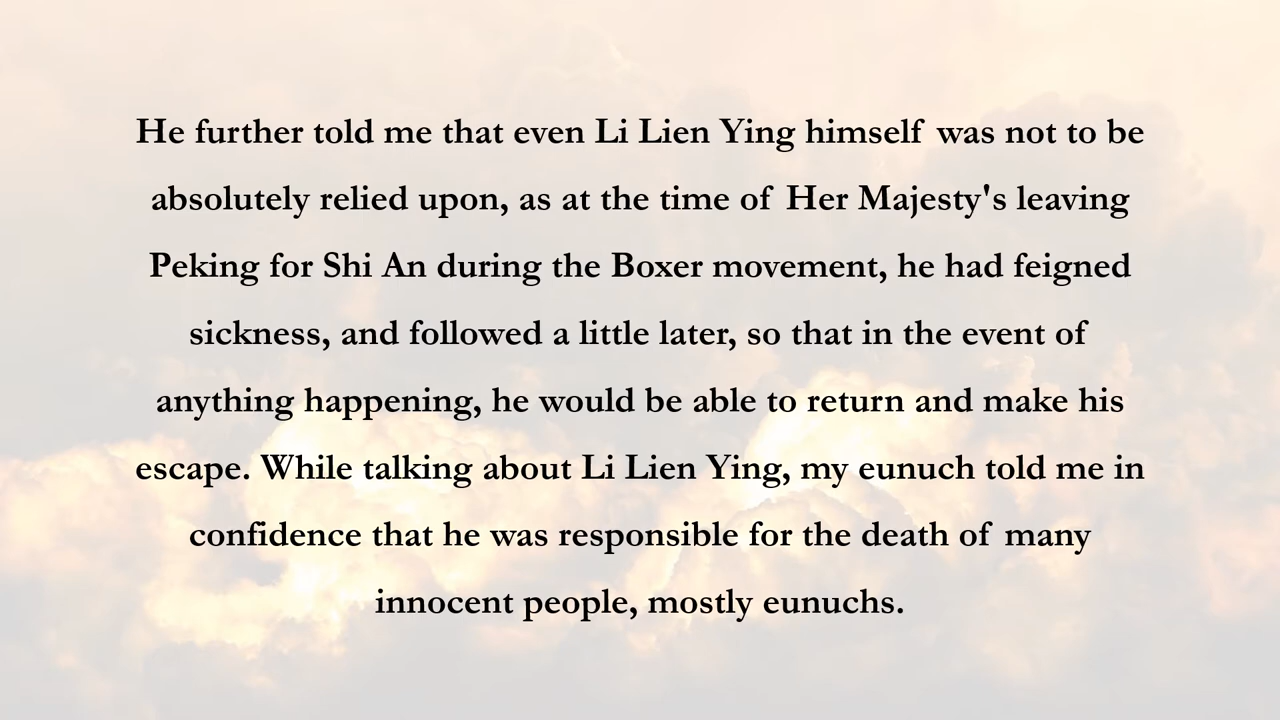 He further told me that even Li Lien Ying himself was not to be
absolutely relied upon, as at the time of Her Majesty's leaving
Peking for Shi An during the Boxer movement, he had feigned
sickness, and followed a little later, so that in the event of
anything happening, he would be able to return and make his
escape. While talking about Li Lien Ying, my eunuch told me in
confidence that he was responsible for the death of many
innocent people, mostly eunuchs.